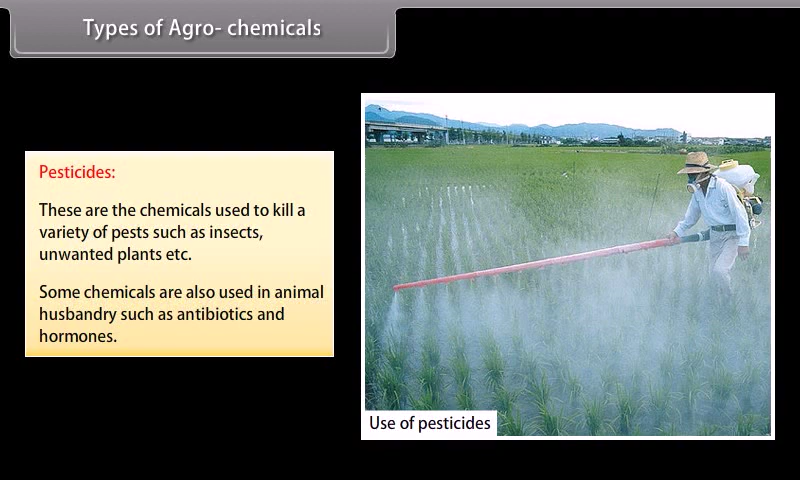 Types of Agro- chemicals
Pesticides:
These are the chemicals used to kill a
variety of pests such as insects,
unwanted plants etc.
Some chemicals are also used in animal
husbandry such as antibiotics and
hormones.
Use of pesticides